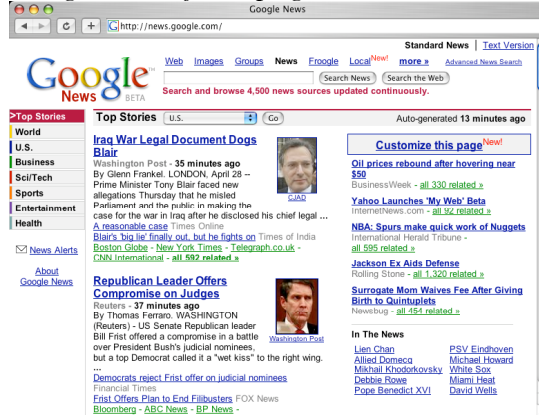 Google News
http://news.google.com/
Standard News | Text Version
Web Images Groups News Froogle Local New! more » Advanced News Search
Google
News BETA
Search News Search the Web
Search and browse 4,500 news sources updated continuously.
>Top Stories
World
U.S.
Business
Sci/Tech
Sports
Entertainment
Health
News Alerts
About
Google News
Top Stories U.S. Go
Auto-generated 13 minutes ago
Iraq War Legal Document Dogs
Blair
Washington Post - 35 minutes ago
By Glenn Frankel. LONDON, April 28 --
Prime Minister Tony Blair faced new
allegations Thursday that he misled
Parliament and the public in making the
case for the war in Iraq after he disclosed his chief legal ...
CJAD
A reasonable case Times Online
Blair's 'big lie' finally out, but he fights on Times of India
Boston Globe - New York Times - Telegraph.co.uk -
CNN International - all 592 related »
Republican Leader Offers
Compromise on Judges
Reuters - 37 minutes ago
By Thomas Ferraro. WASHINGTON
(Reuters) - US Senate Republican leader
Bill Frist offered a compromise in a battle
over President Bush's judicial nominees,
but a top Democrat called it a "wet kiss" to the right wing.
...
Washington Post
Democrats reject Frist offer on judicial nominees
Financial Times
Frist Offers Plan to End Filibusters FOX News
Bloomberg - ABC News - BP News -
Customize this page New!
Oil prices rebound after hovering near
$50
BusinessWeek - all 330 related »
Yahoo Launches 'My Web' Beta
InternetNews.com - all 92 related »
NBA: Spurs make quick work of Nuggets
International Herald Tribune -
all 595 related »
Jackson Ex Aids Defense
Rolling Stone - all 1,320 related »
Surrogate Mom Waives Fee After Giving
Birth to Quintuplets
Newsbug - all 454 related »
In The News
Lien Chan PSV Eindhoven
Allied Domecq Michael Howard
Mikhail Khodorkovsky White Sox
Debbie Rowe Miami Heat
Pope Benedict XVI David Wells